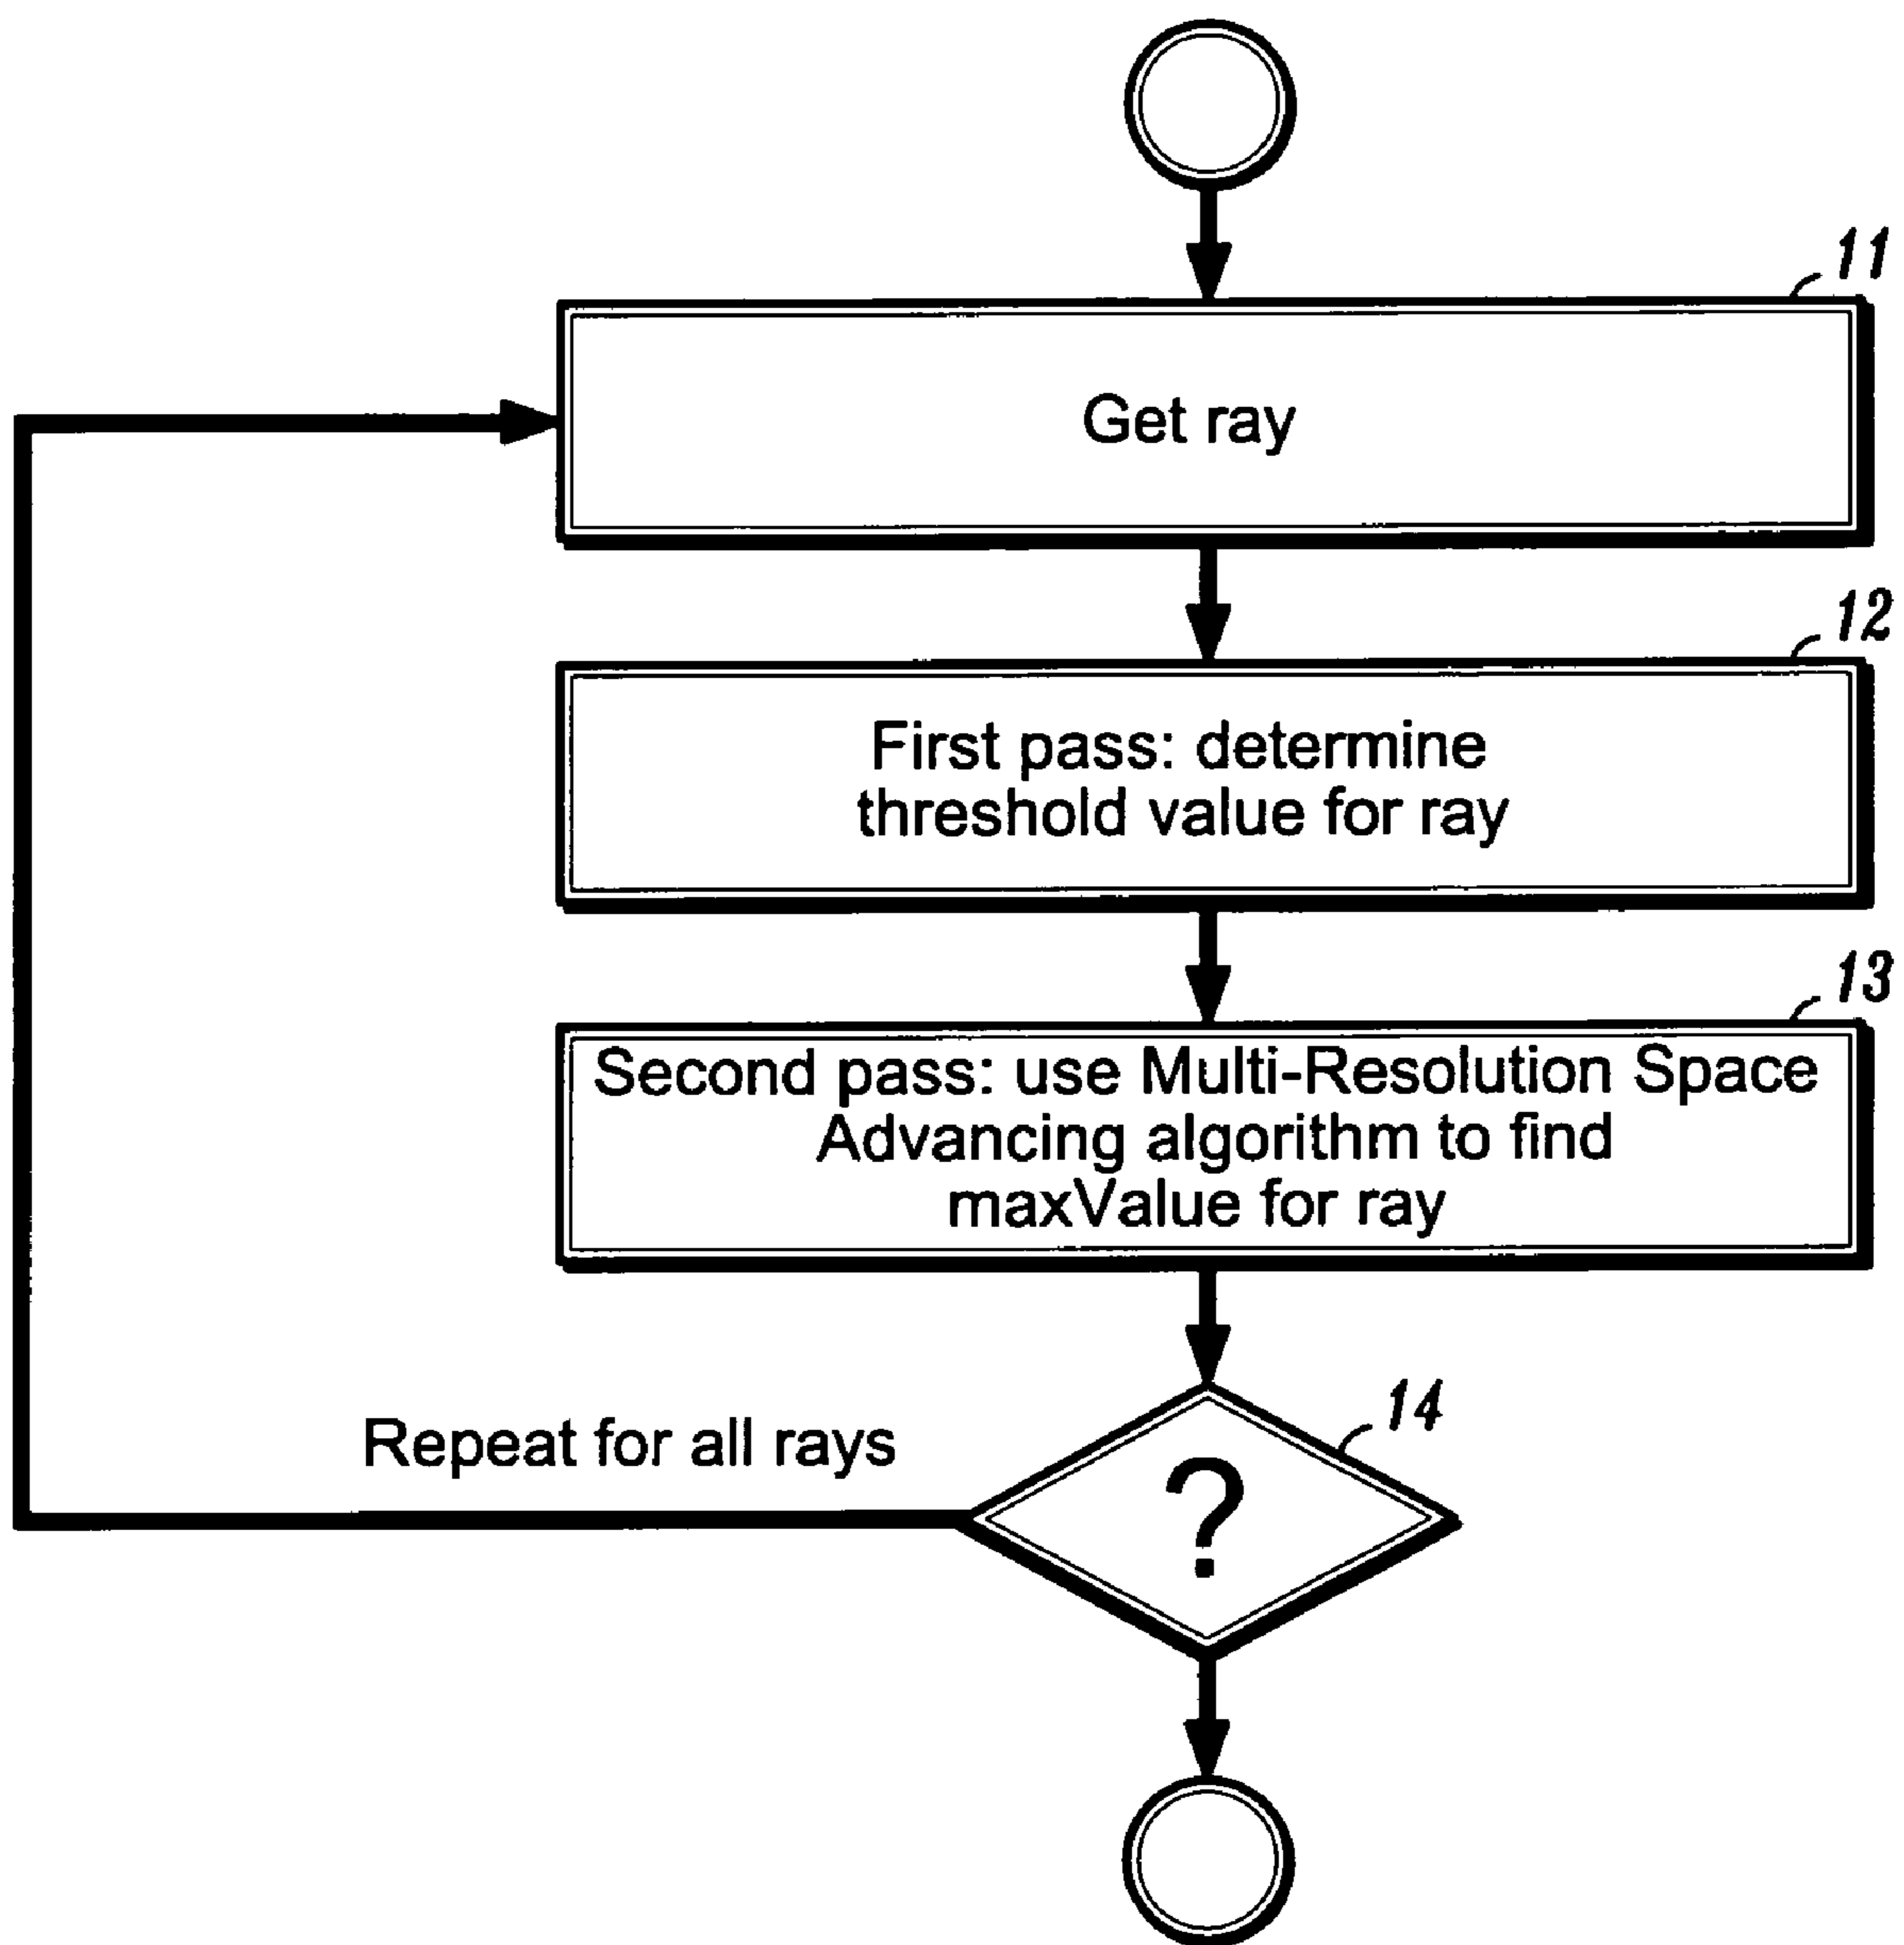 11
Get ray
12
First pass: determine
threshold value for ray
13
Second pass: use Multi-Resolution Space
Advancing algorithm to find
maxValue for ray
14
Repeat for all rays
?